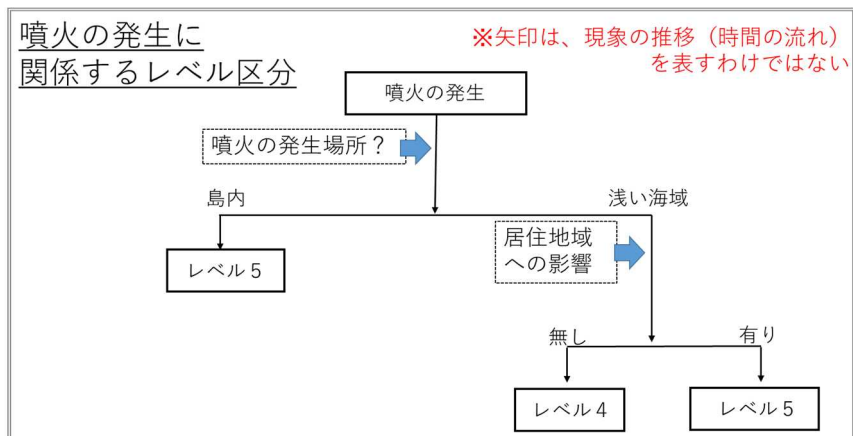 噴火の発生に
関係するレベル区分
※矢印は、現象の推移（時間の流れ）
を表すわけではない
噴火の発生
噴火の発生場所？
島内
浅い海域
居住地域
への影響
レベル５
無し
有り
レベル４
レベル５